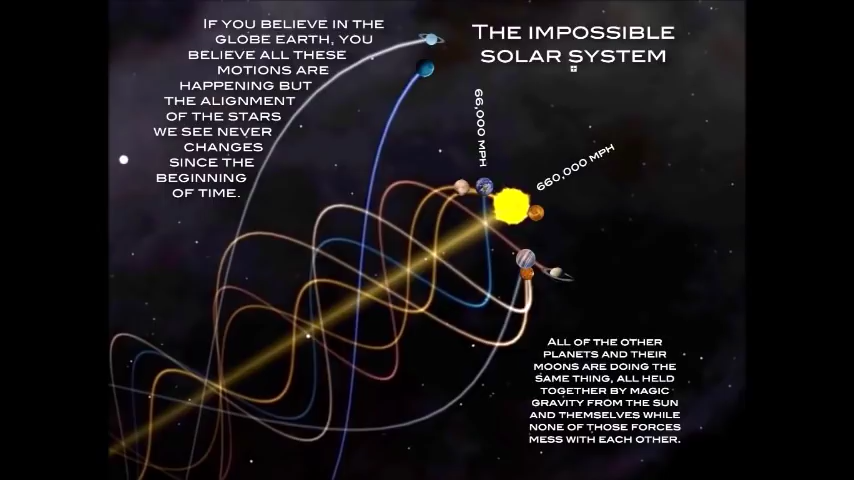 If you believe in the
globe earth, you
believe all these
motions are
happening but
the alignment
of the stars
we see never
changes
since the
beginning
of time.
The impossible
solar system
66,000 mph
660,000 mph
All of the other
planets and their
moons are doing the
same thing, all held
together by magic
gravity from the sun
and themselves while
none of those forces
mess with each other.